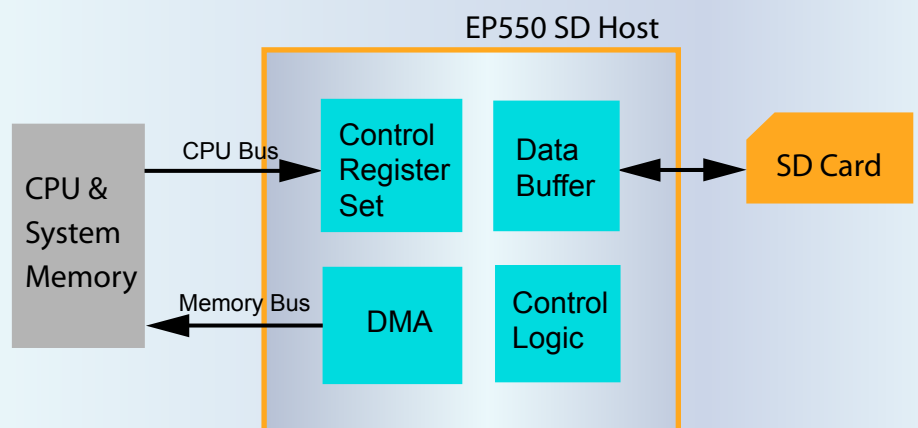 EP550 SD Host
CPU &
System
Memory
CPU Bus
Memory Bus
Control
Register
Set
Data
Buffer
DMA
Control
Logic
SD Card